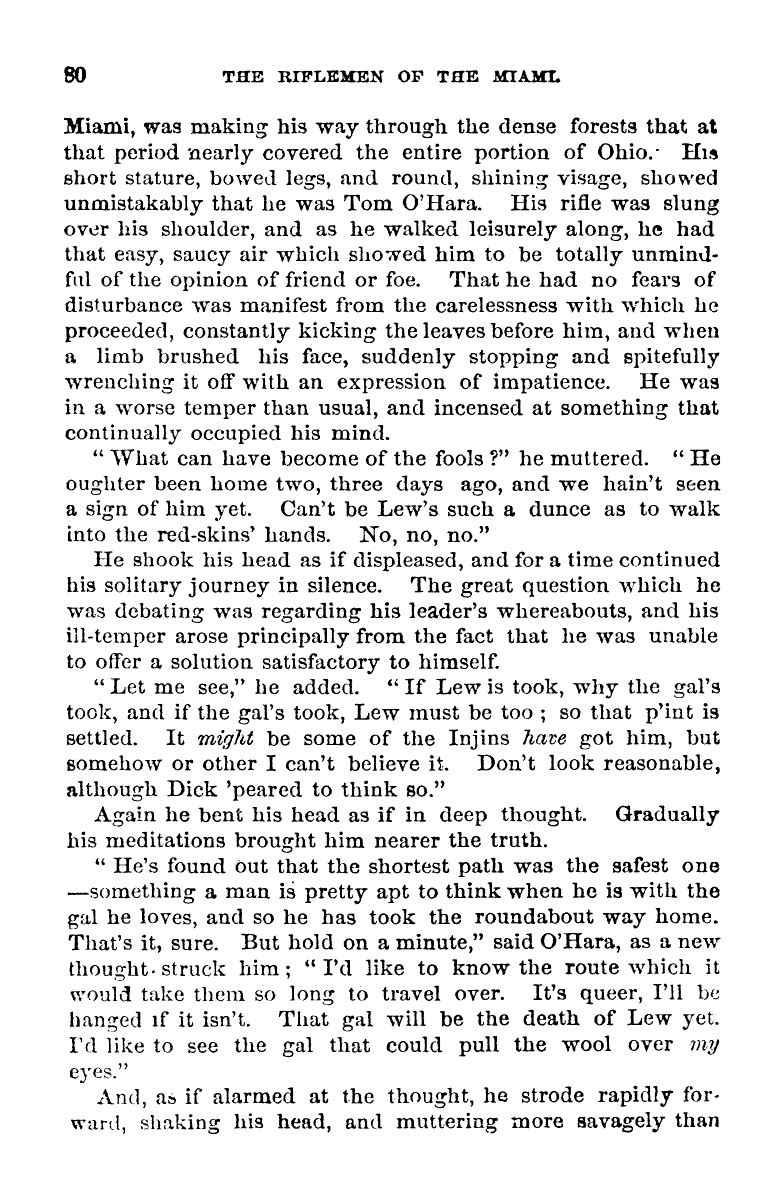 80 THE RIFLEMEN OF THE MIAMI.
Miami, was making his way through the dense forests that at
that period nearly covered the entire portion of Ohio. His
short stature, bowed legs, and round, shining visage, showed
unmistakably that he was Tom O'Hara. His rifle was slung
over his shoulder, and as he walked leisurely along, he had
that easy, saucy air which showed him to be totally unmind-
ful of the opinion of friend or foe. That he had no fears of
disturbance was manifest from the carelessness with which he
proceeded, constantly kicking the leaves before him, and when
a limb brushed his face, suddenly stopping and spitefully
wrenching it off with an expression of impatience. He was
in a worse temper than usual, and incensed at something that
continually occupied his mind.
"What can have become of the fools?" he muttered. "He
oughter been home two, three days ago, and we hain't seen
a sign of him yet. Can't be Lew's such a dunce as to walk
into the red-skins' hands. No, no, no."
He shook his head as if displeased, and for a time continued
his solitary journey in silence. The great question which he
was debating was regarding his leader's whereabouts, and his
ill-temper arose principally from the fact that he was unable
to offer a solution satisfactory to himself.
"Let me see," he added. "If Lew is took, why the gal's
took, and if the gal's took, Lew must be too; so that p'int is
settled. It might be some of the Injins have got him, but
somehow or other I can't believe it. Don't look reasonable,
although Dick 'peared to think so."
Again he bent his head as if in deep thought. Gradually
his meditations brought him nearer the truth.
"He's found out that the shortest path was the safest one
—something a man is pretty apt to think when he is with the
gal he loves, and so he has took the roundabout way home.
That's it, sure. But hold on a minute," said O'Hara, as a new
thought struck him; "I'd like to know the route which it
would take them so long to travel over. It's queer, I'll be
hanged if it isn't. That gal will be the death of Lew yet.
I'd like to see the gal that could pull the wool over my
eyes."
And, as if alarmed at the thought, he strode rapidly for-
ward, shaking his head, and muttering more savagely than